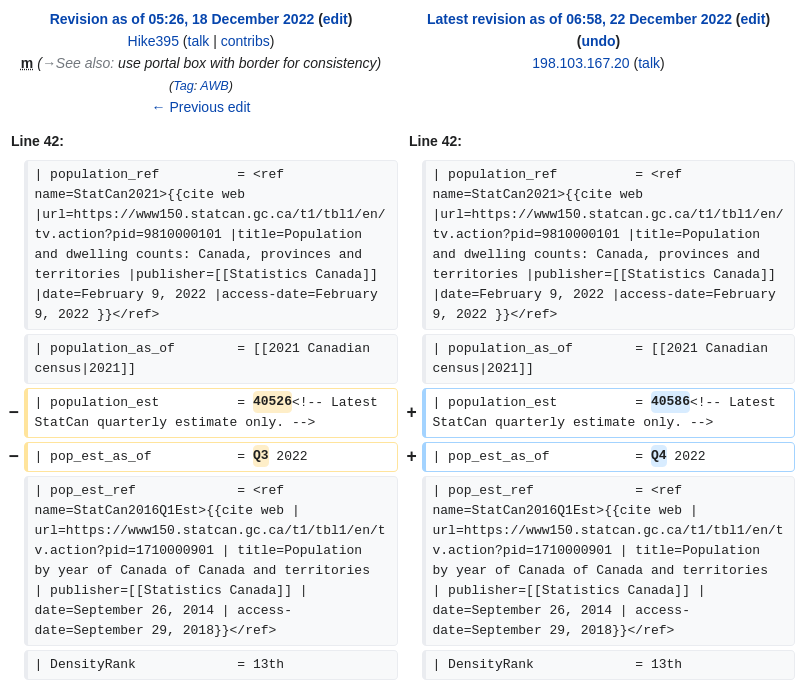 Revision as of 05:26, 18 December 2022 (edit)
Hike395 (talk | contribs)
m (→See also: use portal box with border for consistency)
(Tag: AWB)
← Previous edit
Latest revision as of 06:58, 22 December 2022 (edit)
(undo)
198.103.167.20 (talk)
Line 42:
| population_ref          = <ref
name=StatCan2021>{{cite web
|url=https://www150.statcan.gc.ca/t1/tbl1/en/
tv.action?pid=9810000101 |title=Population
and dwelling counts: Canada, provinces and
territories |publisher=[[Statistics Canada]]
|date=February 9, 2022 |access-date=February
9, 2022 }}</ref>
| population_as_of        = [[2021 Canadian
census|2021]]
− | population_est          = 40526<!-- Latest
StatCan quarterly estimate only. -->
− | pop_est_as_of           = Q3 2022
| pop_est_ref             = <ref
name=StatCan2016Q1Est>{{cite web |
url=https://www150.statcan.gc.ca/t1/tbl1/en/t
v.action?pid=1710000901 | title=Population
by year of Canada of Canada and territories
| publisher=[[Statistics Canada]] |
date=September 26, 2014 | access-
date=September 29, 2018}}</ref>
| DensityRank             = 13th
Line 42:
| population_ref          = <ref
name=StatCan2021>{{cite web
|url=https://www150.statcan.gc.ca/t1/tbl1/en/
tv.action?pid=9810000101 |title=Population
and dwelling counts: Canada, provinces and
territories |publisher=[[Statistics Canada]]
|date=February 9, 2022 |access-date=February
9, 2022 }}</ref>
| population_as_of        = [[2021 Canadian
census|2021]]
+ | population_est          = 40586<!-- Latest
StatCan quarterly estimate only. -->
+ | pop_est_as_of           = Q4 2022
| pop_est_ref             = <ref
name=StatCan2016Q1Est>{{cite web |
url=https://www150.statcan.gc.ca/t1/tbl1/en/t
v.action?pid=1710000901 | title=Population
by year of Canada of Canada and territories
| publisher=[[Statistics Canada]] |
date=September 26, 2014 | access-
date=September 29, 2018}}</ref>
| DensityRank             = 13th